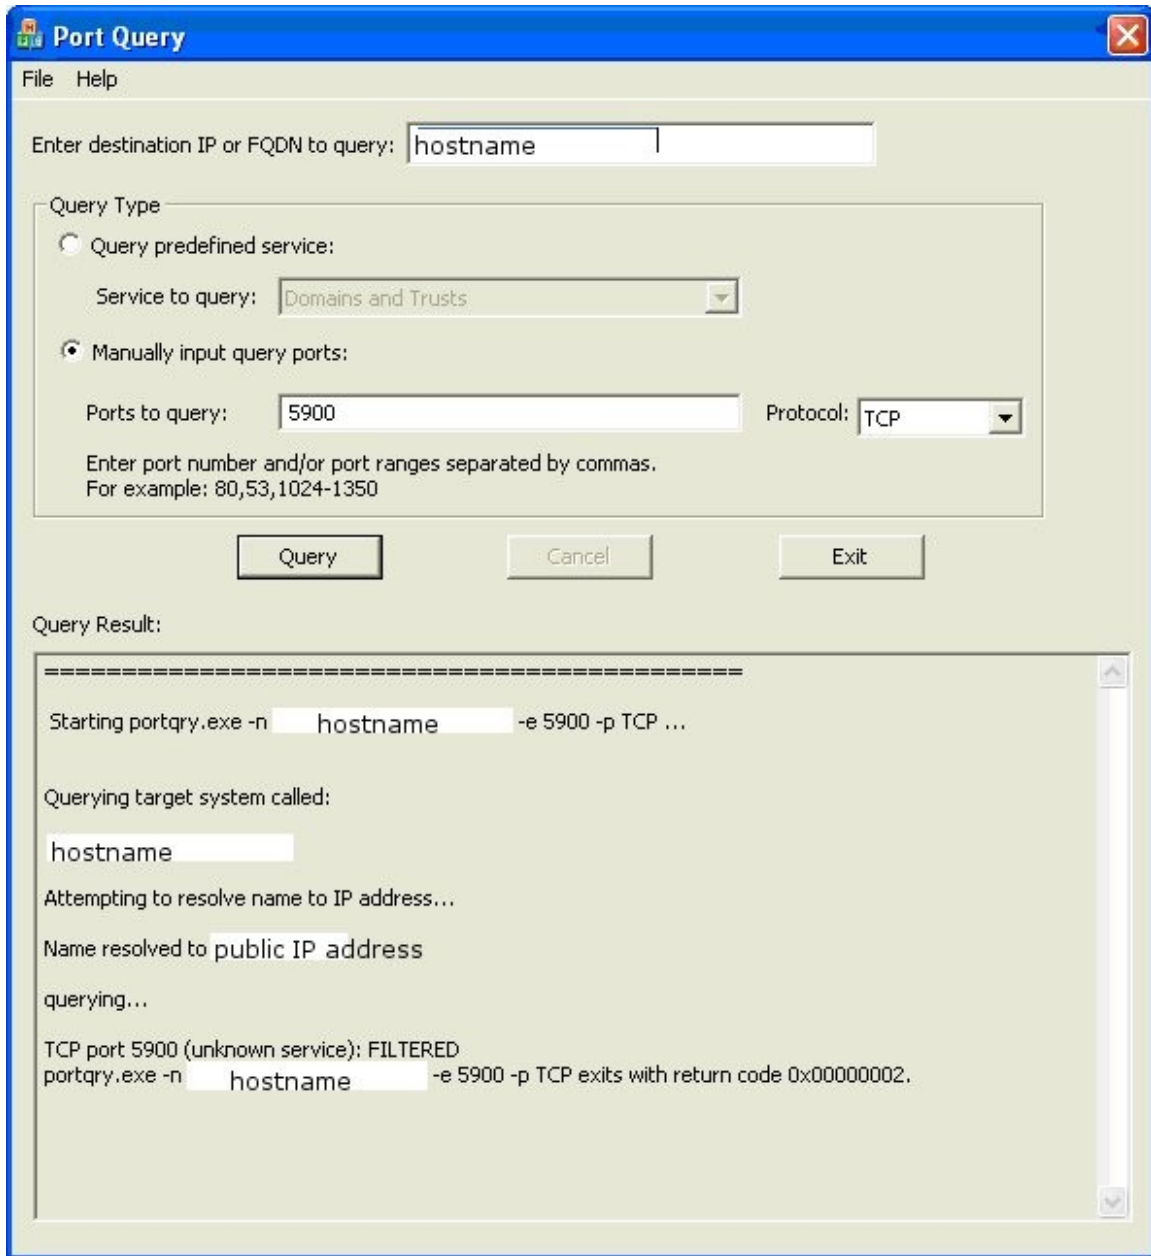 Port Query
File Help
Enter destination IP or FQDN to query: hostname
Query Type
Query predefined service:
Service to query: Domains and Trusts
Manually input query ports:
Ports to query: 5900 Protocol: TCP
Enter port number and/or port ranges separated by commas.
For example: 80,53,1024-1350
Query Cancel Exit
Query Result:
=============================================
Starting portqry.exe -n hostname -e 5900 -p TCP ...
Querying target system called:
hostname
Attempting to resolve name to IP address...
Name resolved to public IP address
querying...
TCP port 5900 (unknown service): FILTERED
portqry.exe -n hostname -e 5900 -p TCP exits with return code 0x00000002.